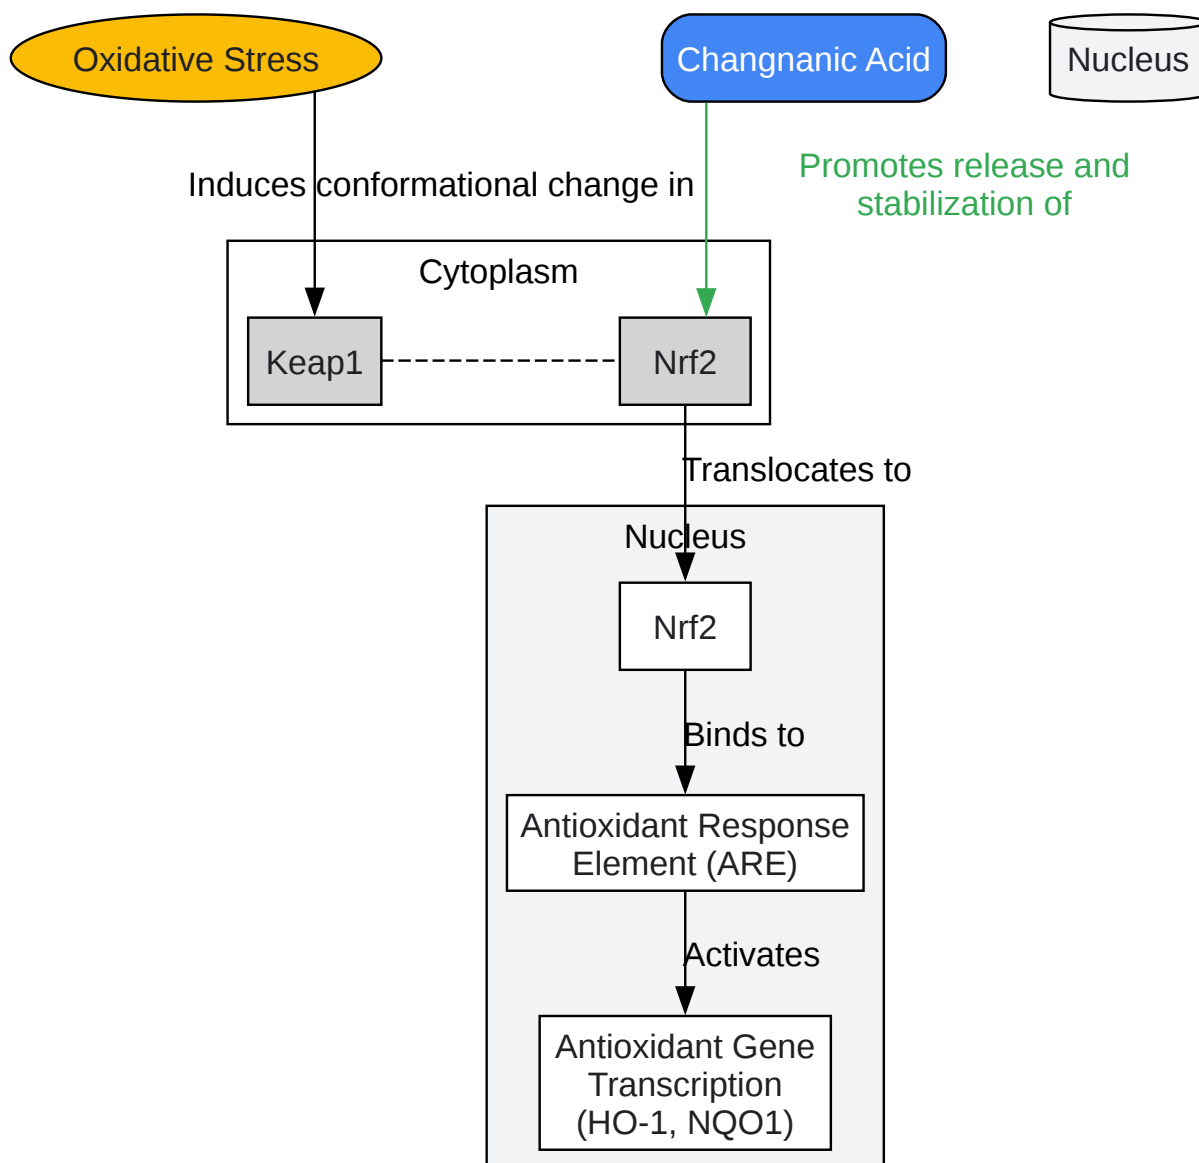 Oxidative Stress
Changnanic Acid
Nucleus
Induces conformational change in
Promotes release and
stabilization of
Cytoplasm
Keap1
Nrf2
Translocates to
Nucleus
Nrf2
Binds to
Antioxidant Response
Element (ARE)
Activates
Antioxidant Gene
Transcription
(HO-1, NQO1)